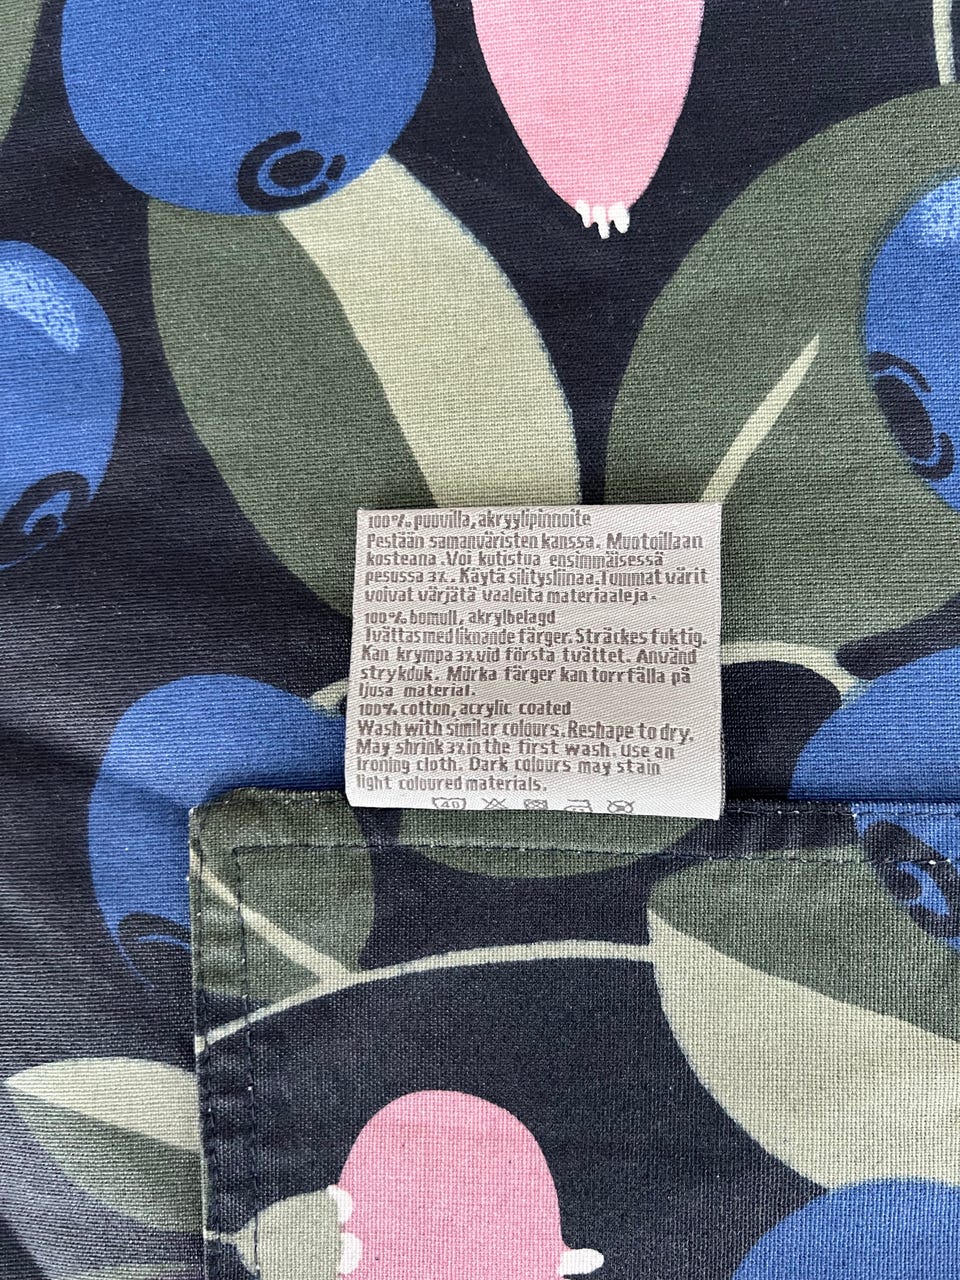 100% puuvilla, akryylipinnoite
Pestään samanväristen kanssa. Muotoillaan
kosteana. Voi kutistua ensimmäisessä
pesussa 3%. Käytä silitysliinaa. Tummat värit
voivat värjätä vaaleita materiaaleja.
100% bomull, akrylbelagd
Tvättas med liknande färger. Sträckes fuktig.
Kan krympa 3% vid första tvättet. Använd
strykduk. Mörka färger kan torrfälla på
ljusa material.
100% cotton, acrylic coated
Wash with similar colours. Reshape to dry.
May shrink 3% in the first wash. Use an
ironing cloth. Dark colours may stain
light coloured materials.
40